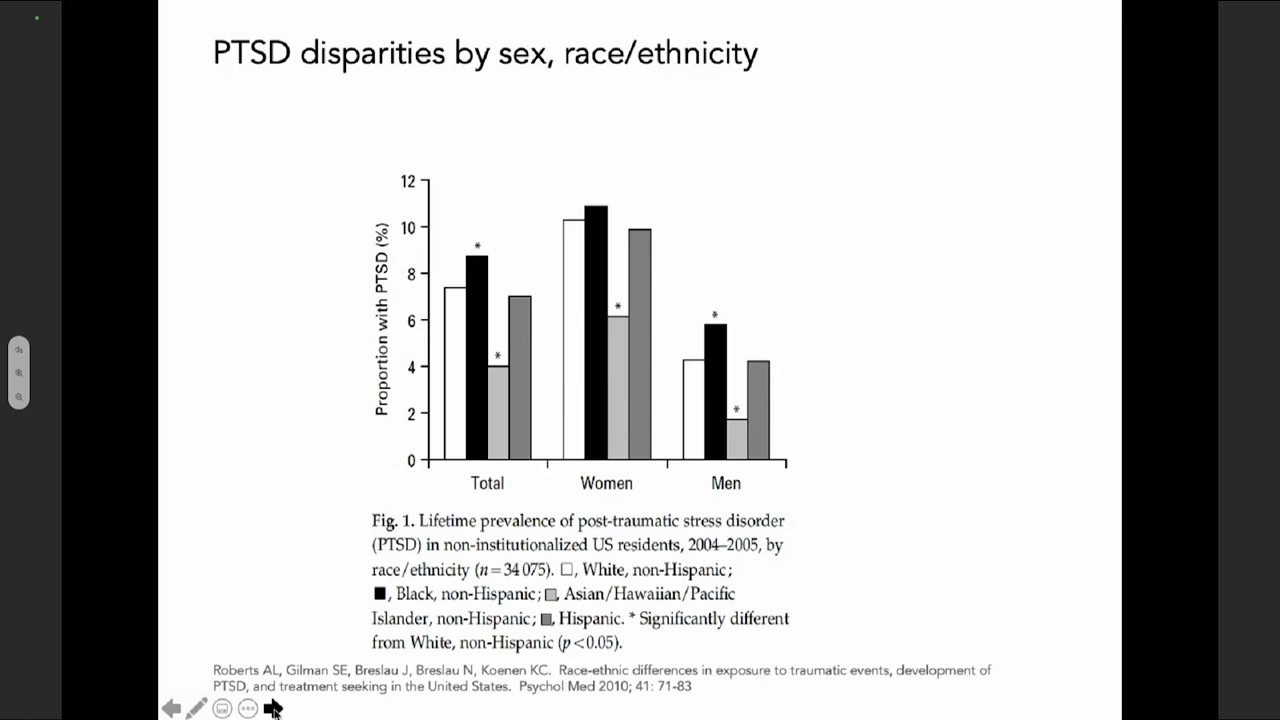 PTSD disparities by sex, race/ethnicity
12
10
8
6
4
2
0
Proportion with PTSD (%)
*
*
*
*
*
Total
Women
Men
Fig. 1. Lifetime prevalence of post-traumatic stress disorder
(PTSD) in non-institutionalized US residents, 2004–2005, by
race/ethnicity (n=34 075). □, White, non-Hispanic;
■, Black, non-Hispanic; ■, Asian/Hawaiian/Pacific
Islander, non-Hispanic; ■, Hispanic. * Significantly different
from White, non-Hispanic (p<0.05).
Roberts AL, Gilman SE, Breslau J, Breslau N, Koenen KC. Race-ethnic differences in exposure to traumatic events, development of
PTSD, and treatment seeking in the United States. Psychol Med 2010; 41: 71-83